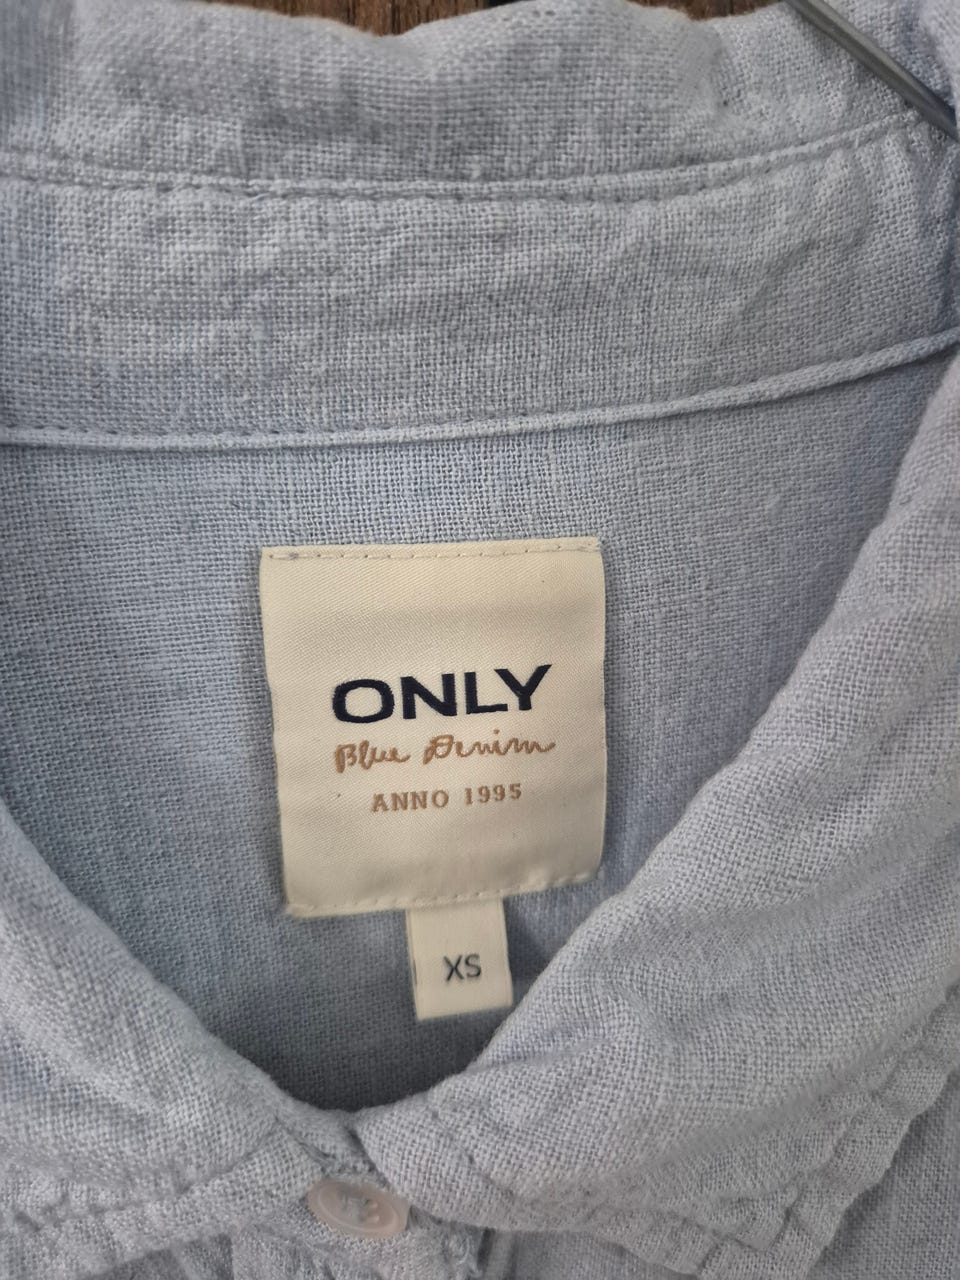 ONLY
Blue Denim
ANNO 1995
XS